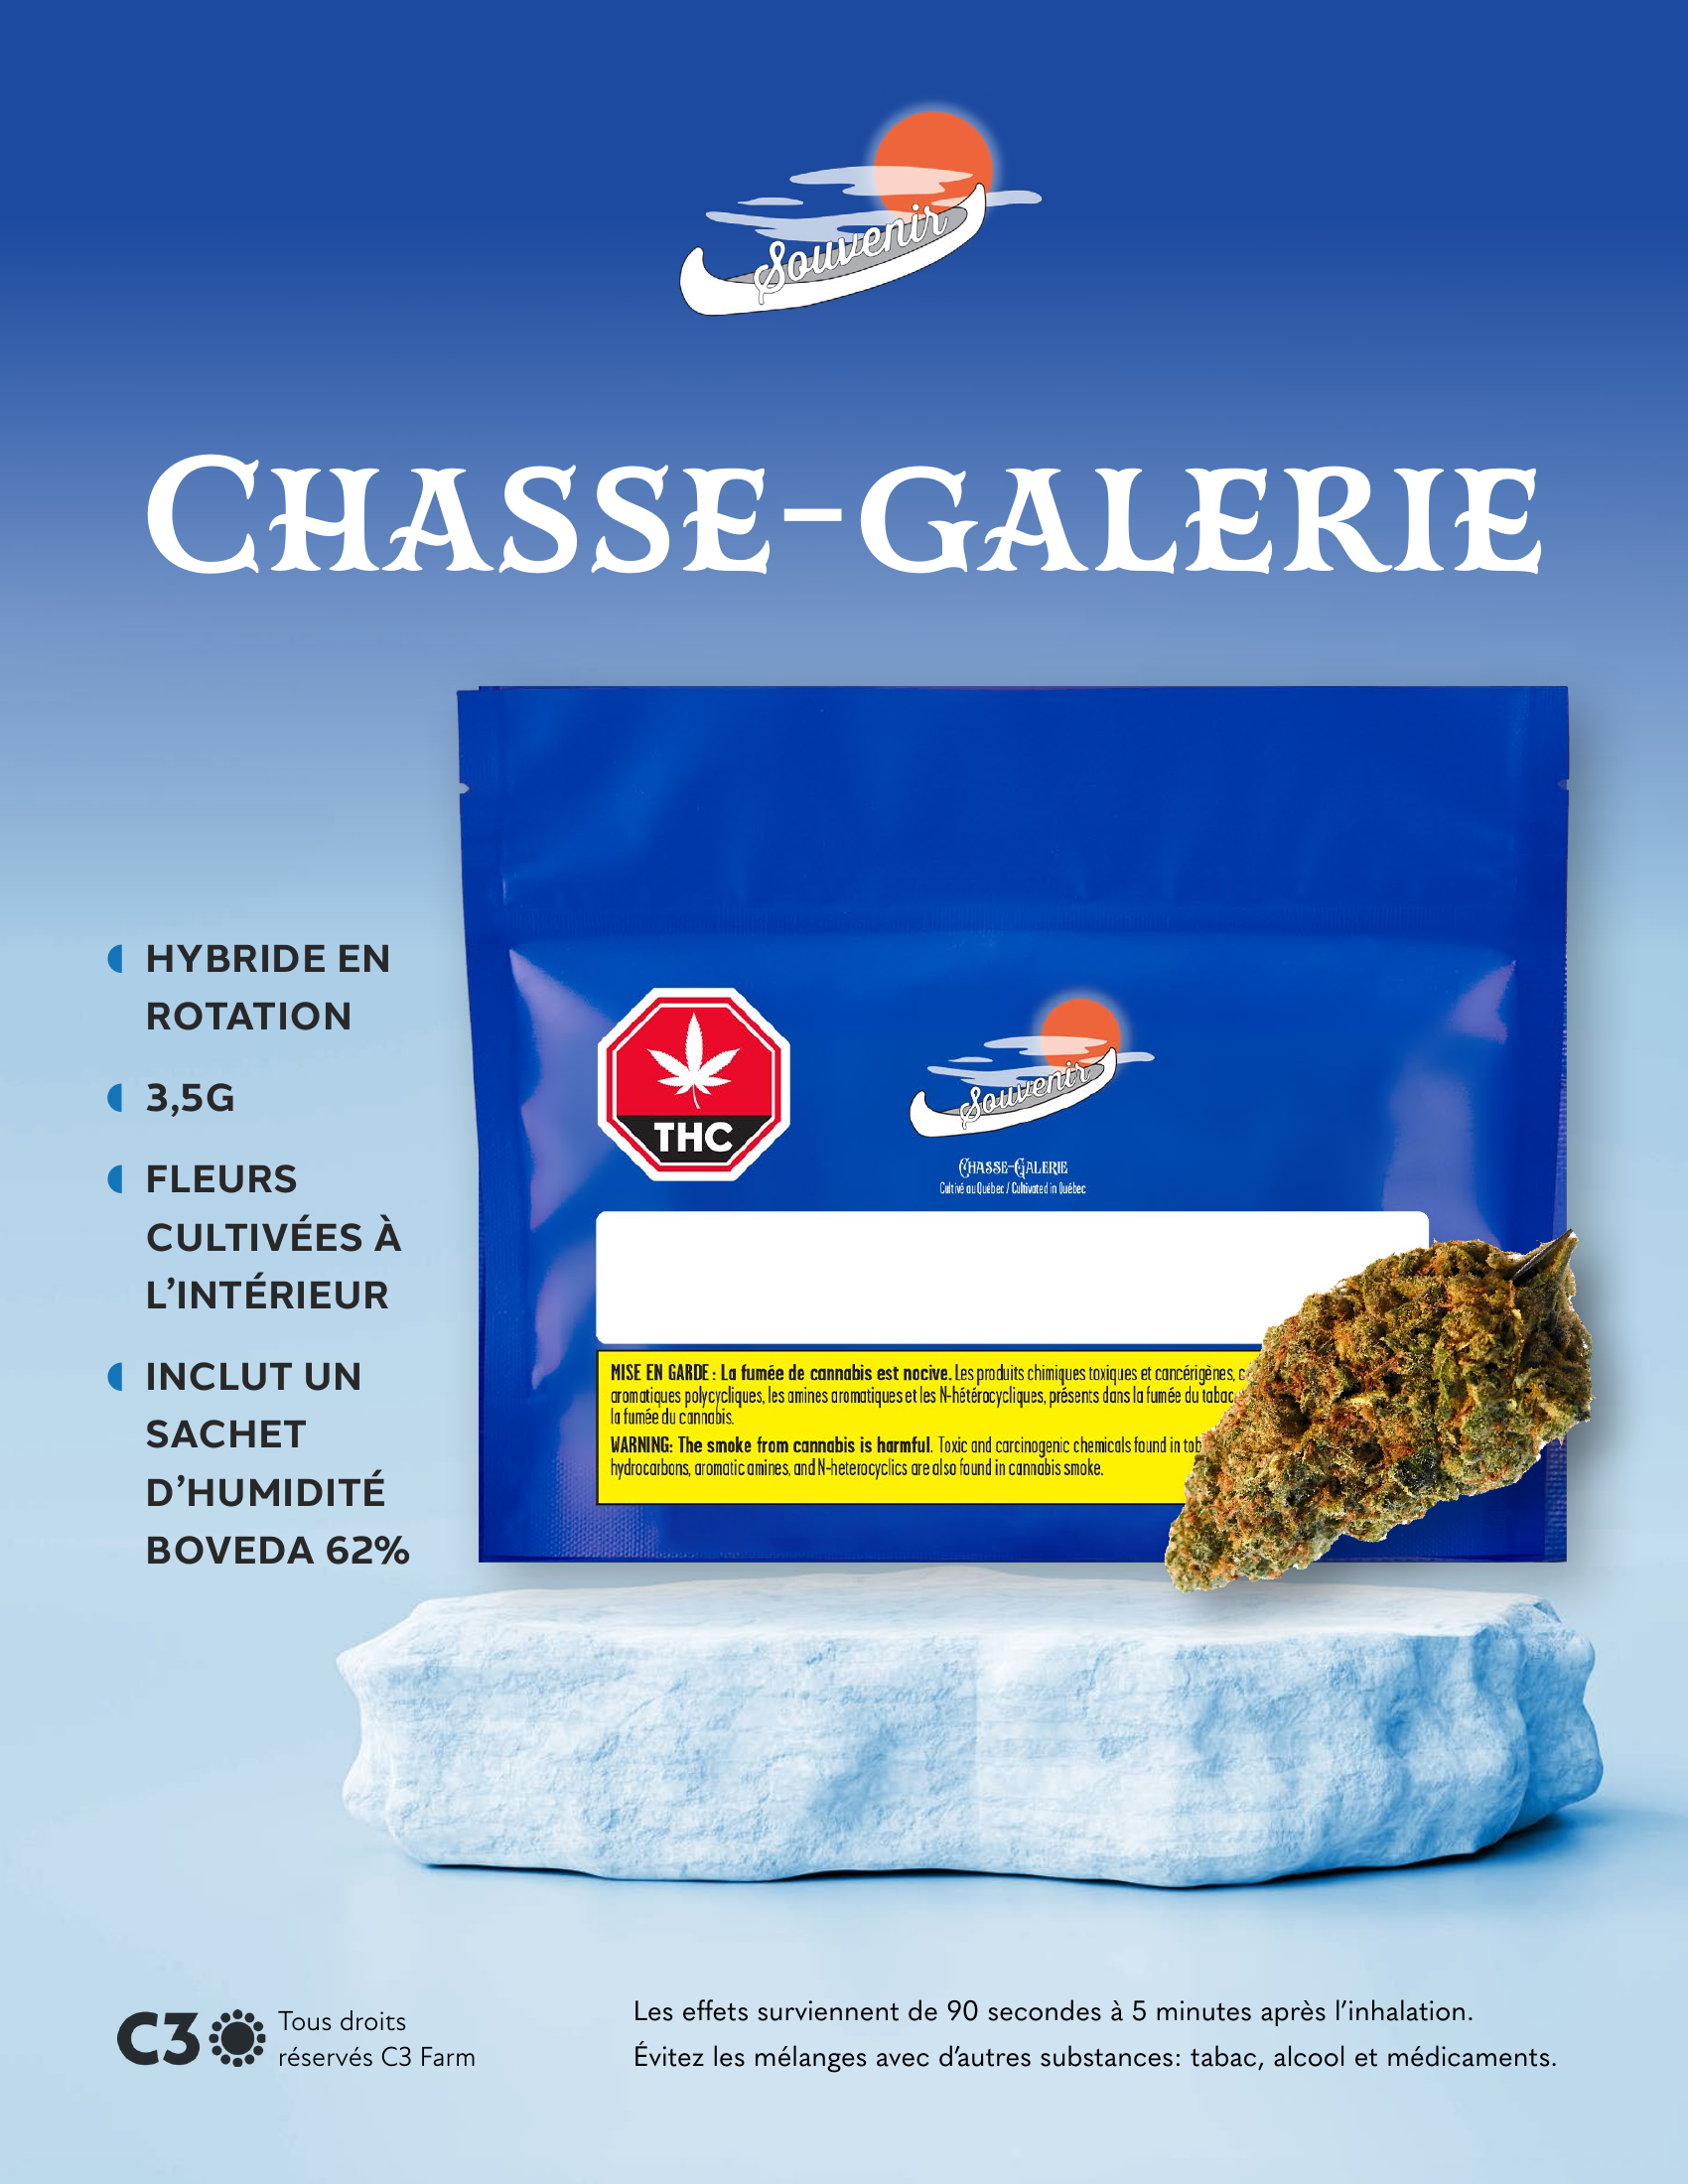 Souvenir
CHASSE-GALERIE
HYBRIDE EN
ROTATION
3,5G
FLEURS
CULTIVÉES À
L’INTÉRIEUR
INCLUT UN
SACHET
D’HUMIDITÉ
BOVEDA 62%
THC
Souvenir
CHASSE-GALERIE
Cultivé au Québec / Cultivated in Québec
MISE EN GARDE : La fumée de cannabis est nocive. Les produits chimiques toxiques et cancérigènes,
aromatiques polycycliques, les amines aromatiques et les N-hétérocycliques, présents dans la fumée du tabac
la fumée du cannabis.
WARNING: The smoke from cannabis is harmful. Toxic and carcinogenic chemicals found in
hydrocarbons, aromatic amines, and N-heterocyclics are also found in cannabis smoke.
C3
Tous droits
réservés C3 Farm
Les effets surviennent de 90 secondes à 5 minutes après l’inhalation.
Évitez les mélanges avec d’autres substances: tabac, alcool et médicaments.